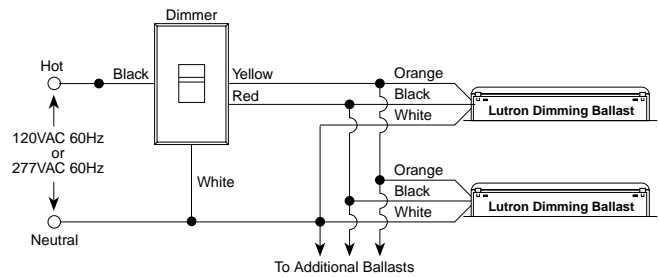 Dimmer
Hot
Black
Yellow
Red
Orange
Black
White
Lutron Dimming Ballast
120VAC 60Hz
or
277VAC 60Hz
White
Orange
Black
White
Lutron Dimming Ballast
Neutral
To Additional Ballasts